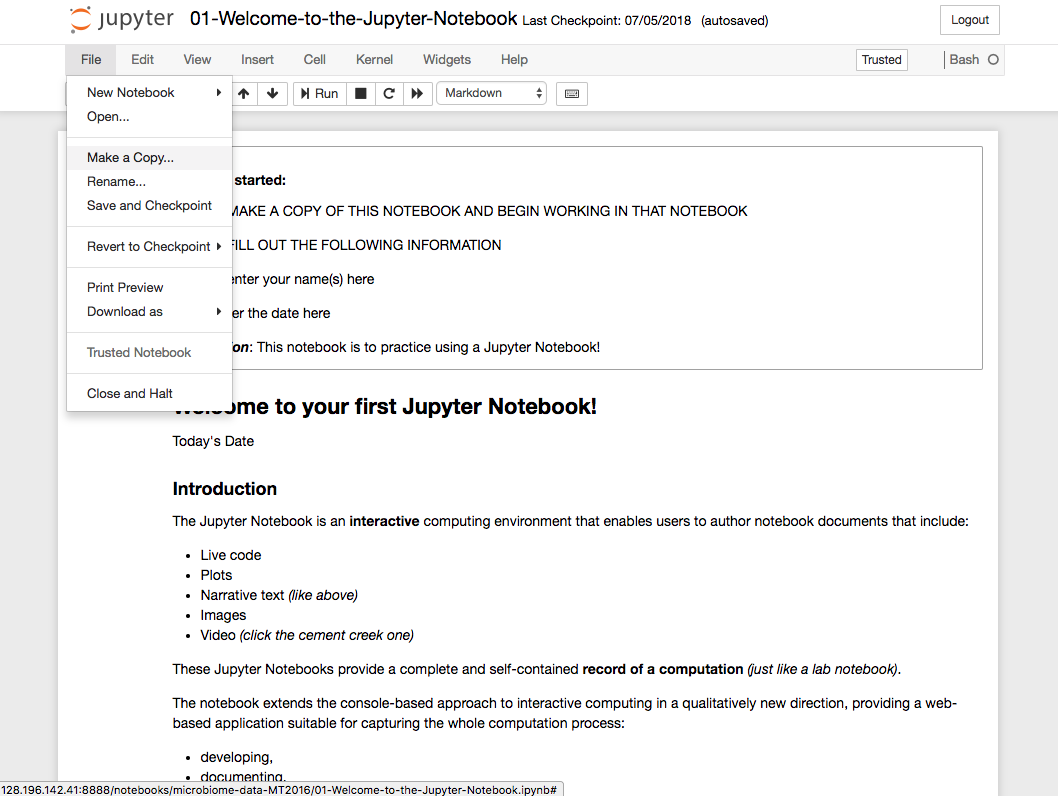 jupyter 01-Welcome-to-the-Jupyter-Notebook Last Checkpoint: 07/05/2018 (autosaved) Logout
File Edit View Insert Cell Kernel Widgets Help Trusted Bash
Run Markdown
New Notebook
Open...
Make a Copy...
Rename...
Save and Checkpoint
Revert to Checkpoint
Print Preview
Download as
Trusted Notebook
Close and Halt
started:
MAKE A COPY OF THIS NOTEBOOK AND BEGIN WORKING IN THAT NOTEBOOK
FILL OUT THE FOLLOWING INFORMATION
enter your name(s) here
er the date here
on: This notebook is to practice using a Jupyter Notebook!
Welcome to your first Jupyter Notebook!
Today's Date
Introduction
The Jupyter Notebook is an interactive computing environment that enables users to author notebook documents that include:
• Live code
• Plots
• Narrative text (like above)
• Images
• Video (click the cement creek one)
These Jupyter Notebooks provide a complete and self-contained record of a computation (just like a lab notebook).
The notebook extends the console-based approach to interactive computing in a qualitatively new direction, providing a web-
based application suitable for capturing the whole computation process:
• developing,
• documenting,
128.196.142.41:8888/notebooks/microbiome-data-MT2016/01-Welcome-to-the-Jupyter-Notebook.ipynb#